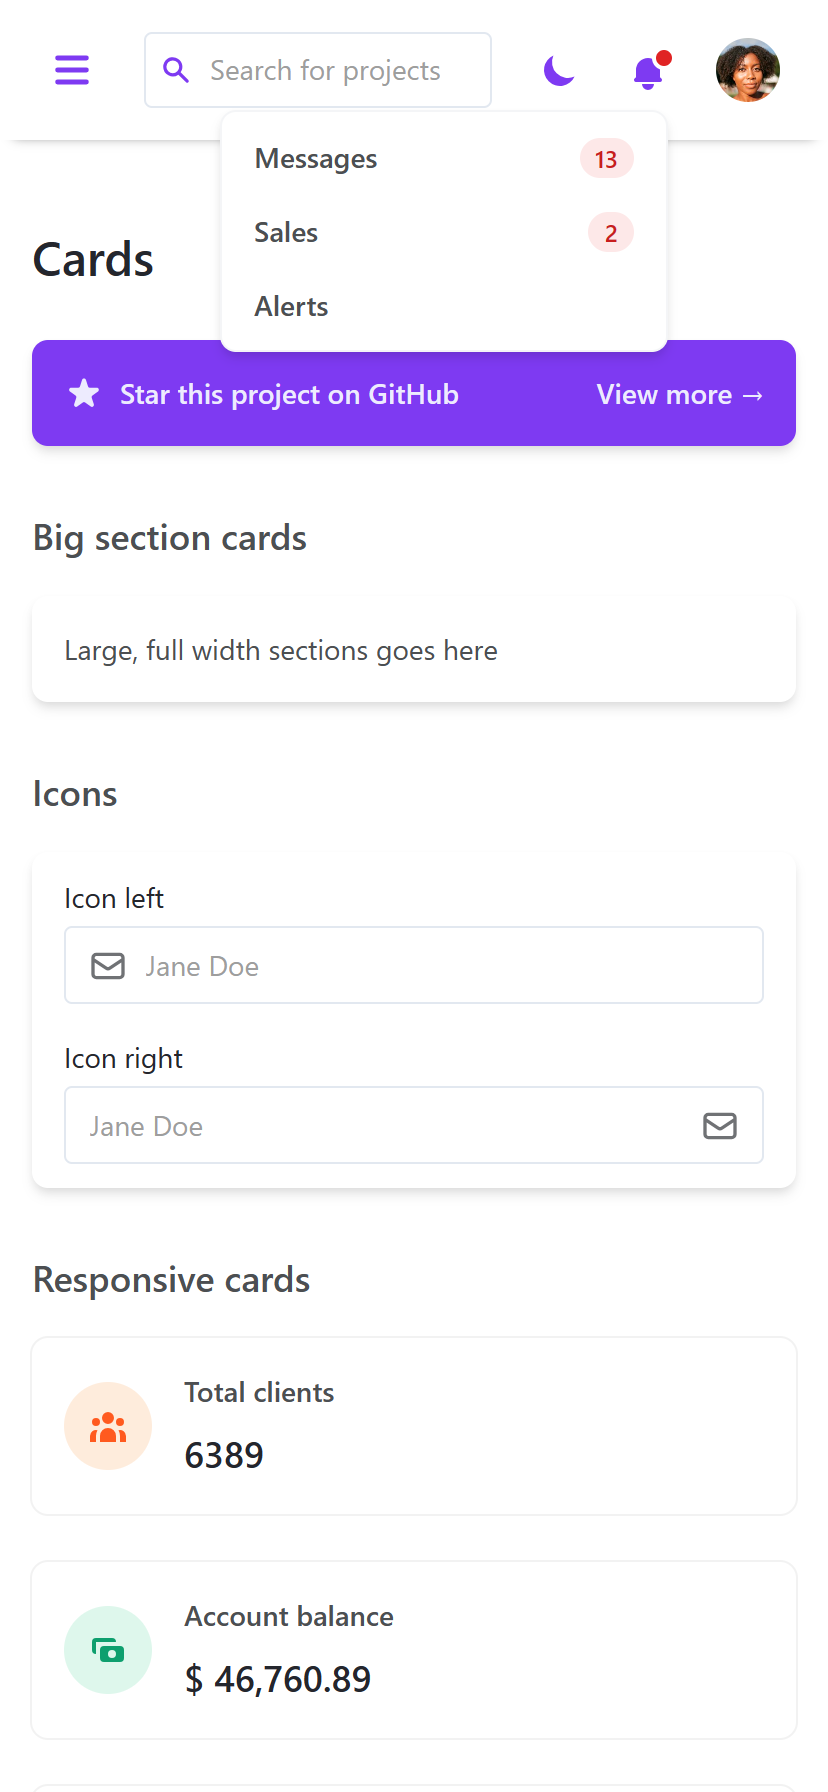 Search for projects
Messages 13
Sales 2
Alerts
Cards
Star this project on GitHub View more →
Big section cards
Large, full width sections goes here
Icons
Icon left
Jane Doe
Icon right
Jane Doe
Responsive cards
Total clients
6389
Account balance
$ 46,760.89